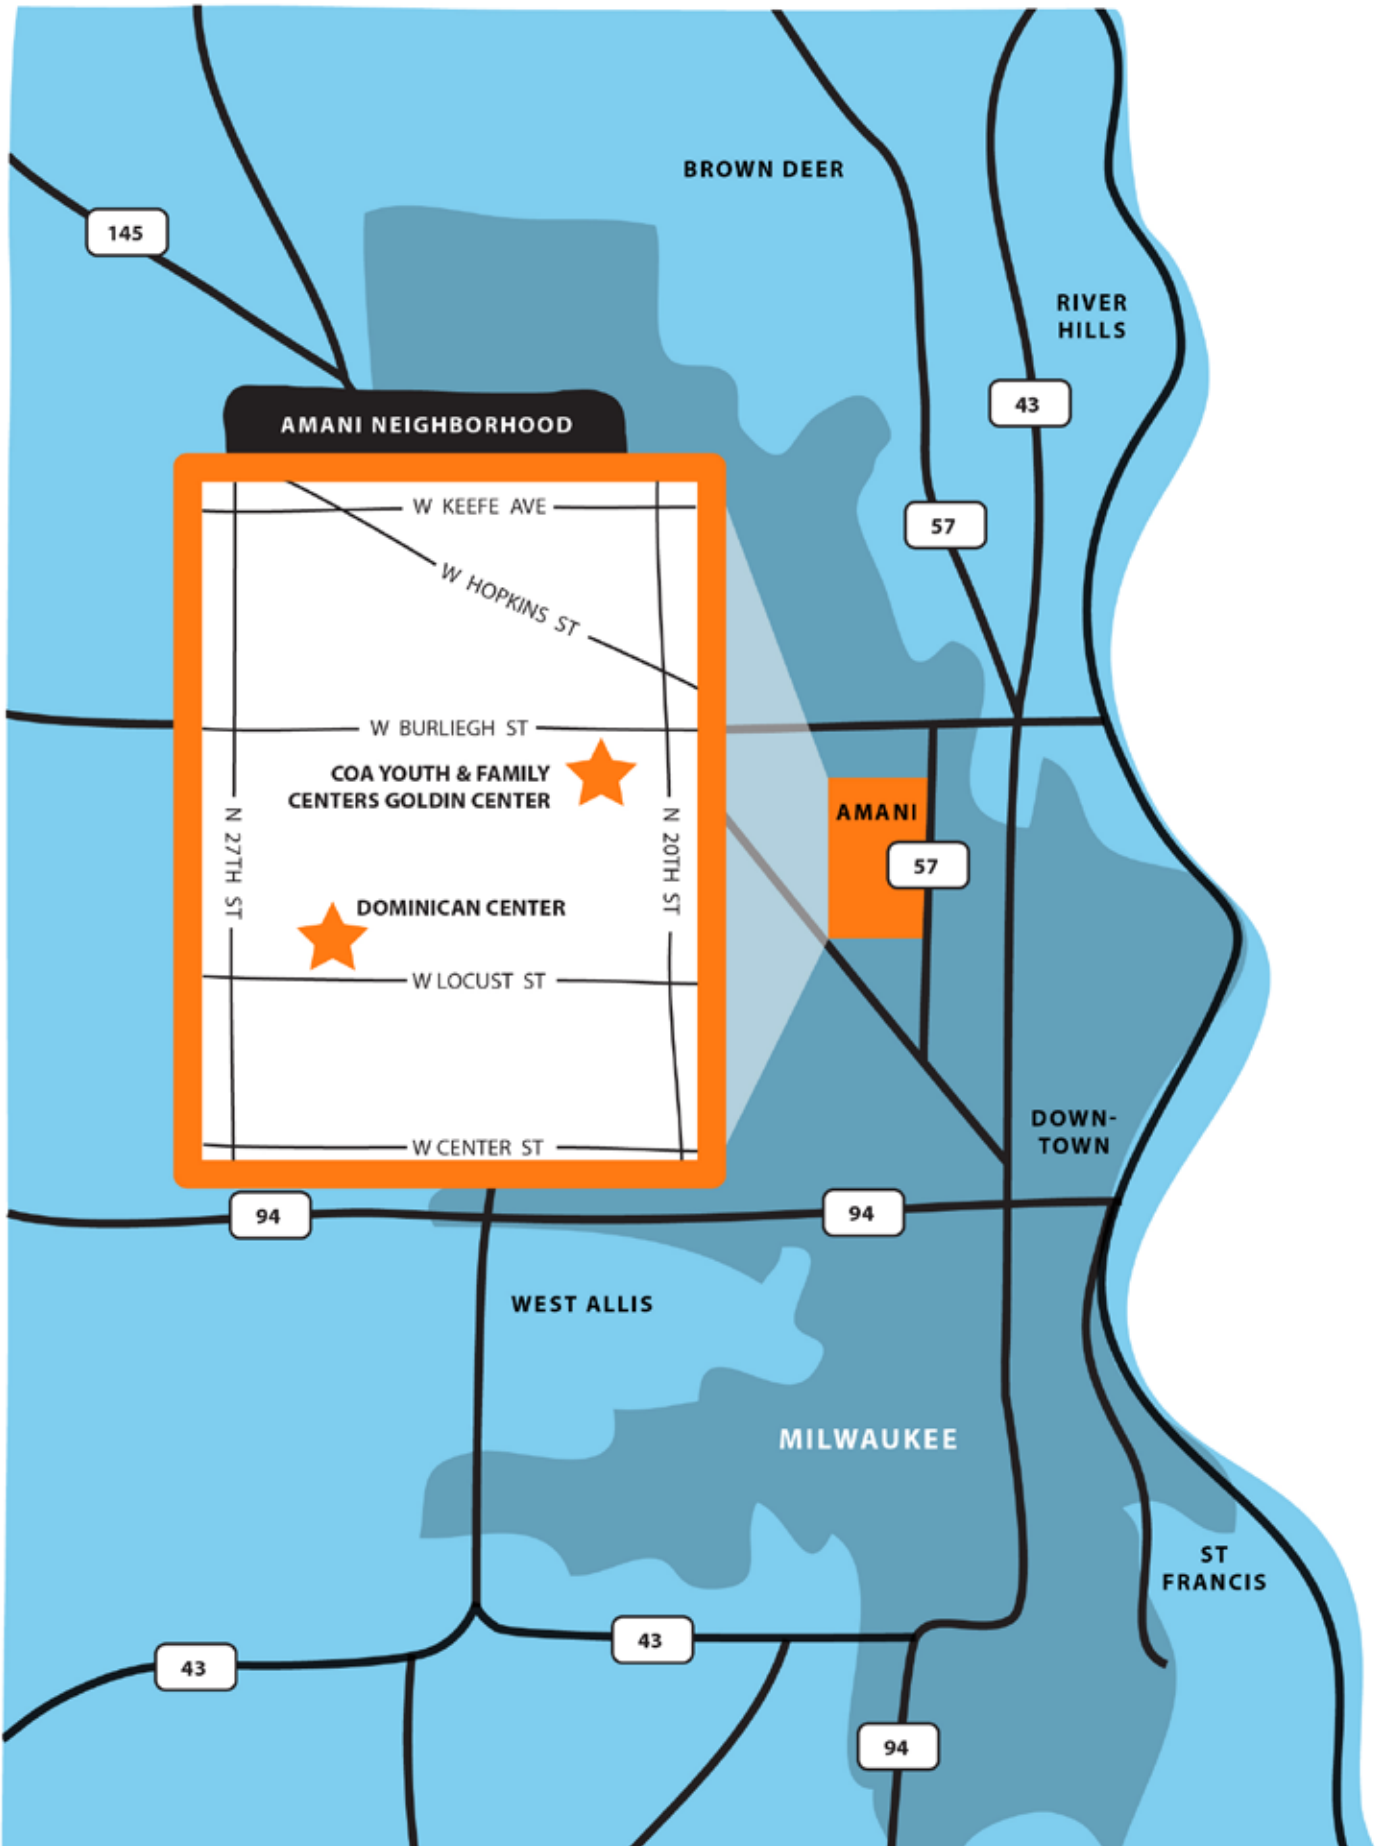 BROWN DEER
145
RIVER
HILLS
43
AMANI NEIGHBORHOOD
W KEEFE AVE
57
W HOPKINS ST
W BURLIEGH ST
COA YOUTH & FAMILY
CENTERS GOLDIN CENTER
N 27TH ST
N 20TH ST
AMANI
57
DOMINICAN CENTER
W LOCUST ST
DOWN-
TOWN
W CENTER ST
94
94
WEST ALLIS
MILWAUKEE
ST
FRANCIS
43
43
94